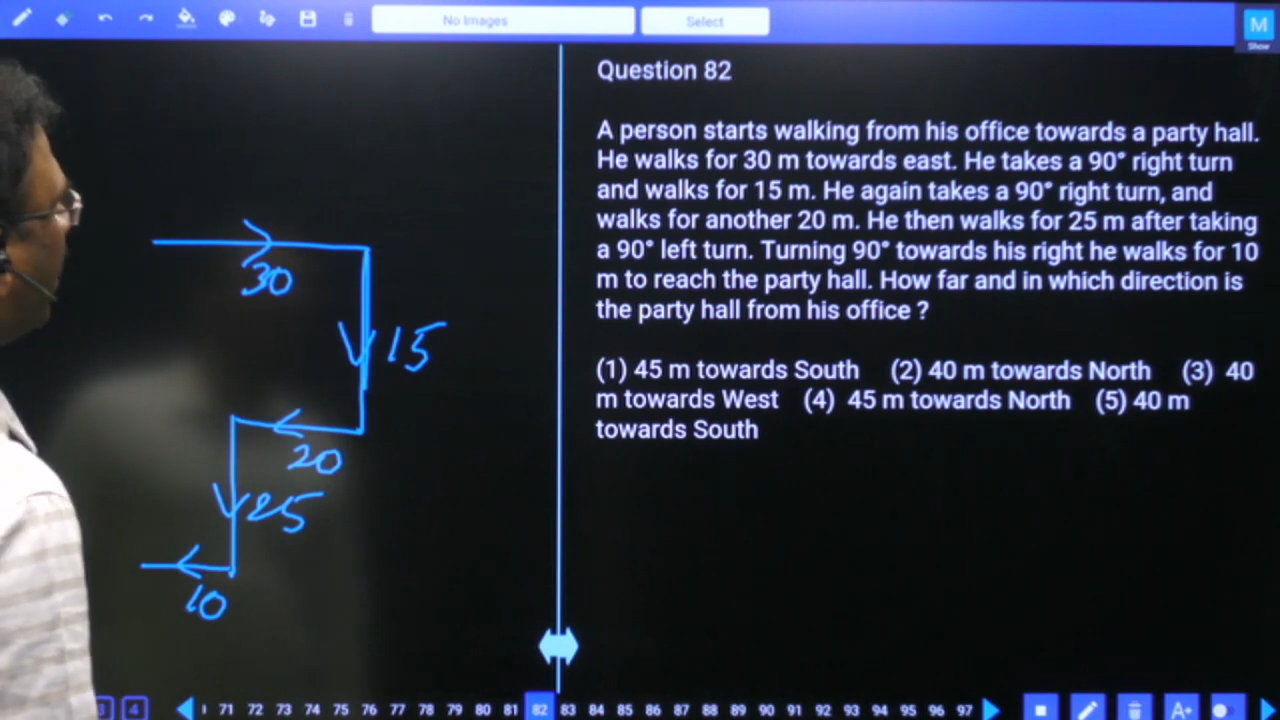 No Images
Select
M
Show
Question 82
A person starts walking from his office towards a party hall.
He walks for 30 m towards east. He takes a 90° right turn
and walks for 15 m. He again takes a 90° right turn, and
walks for another 20 m. He then walks for 25 m after taking
a 90° left turn. Turning 90° towards his right he walks for 10
m to reach the party hall. How far and in which direction is
the party hall from his office ?
(1) 45 m towards South (2) 40 m towards North (3) 40
m towards West (4) 45 m towards North (5) 40 m
towards South
30
15
20
25
10
3 4 71 72 73 74 75 76 77 78 79 80 81 82 83 84 85 86 87 88 89 90 91 92 93 94 95 96 97 A+